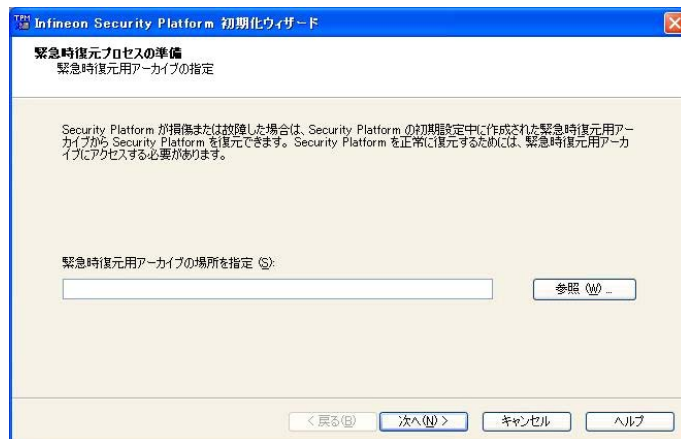 Infineon Security Platform 初期化ウィザード
緊急時復元プロセスの準備
緊急時復元用アーカイブの指定
Security Platform が損傷または故障した場合は、Security Platform の初期設定中に作成された緊急時復元用アー
カイブから Security Platform を復元できます。Security Platform を正常に復元するためには、緊急時復元用アーカ
イブにアクセスする必要があります。
緊急時復元用アーカイブの場所を指定 (S):
参照 (W) ...
< 戻る(B)
次へ(N) >
キャンセル
ヘルプ